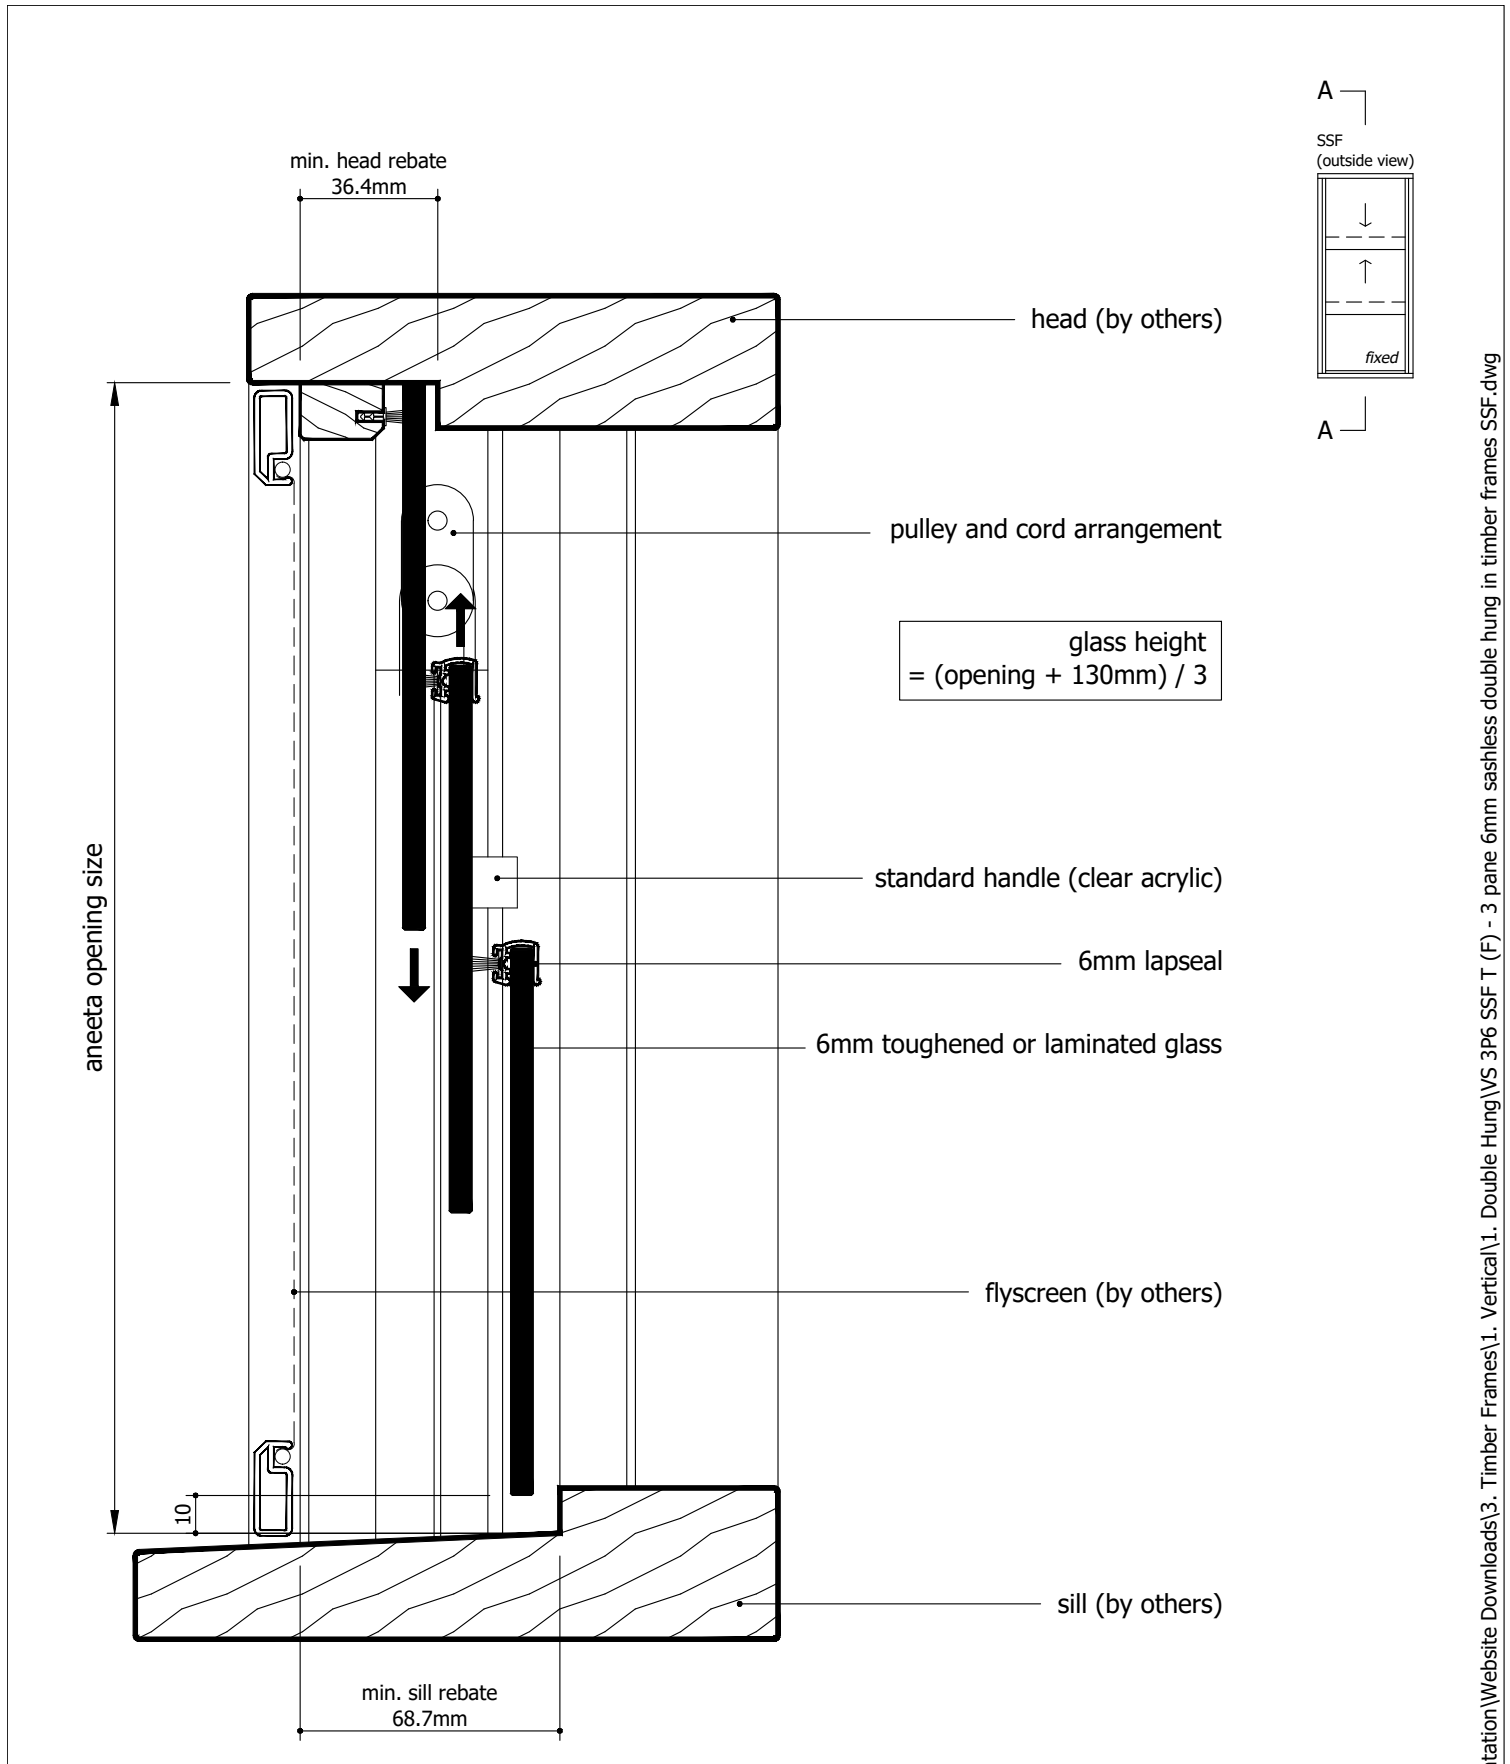 A
SSF
(outside view)
fixed
A
min. head rebate
36.4mm
head (by others)
pulley and cord arrangement
glass height
= (opening + 130mm) / 3
standard handle (clear acrylic)
6mm lapseal
6mm toughened or laminated glass
aneeta opening size
flyscreen (by others)
10
sill (by others)
min. sill rebate
68.7mm
tation\Website Downloads\3. Timber Frames\1. Vertical\1. Double Hung\VS 3P6 SSF T (F) - 3 pane 6mm sashless double hung in timber frames SSF.dwg